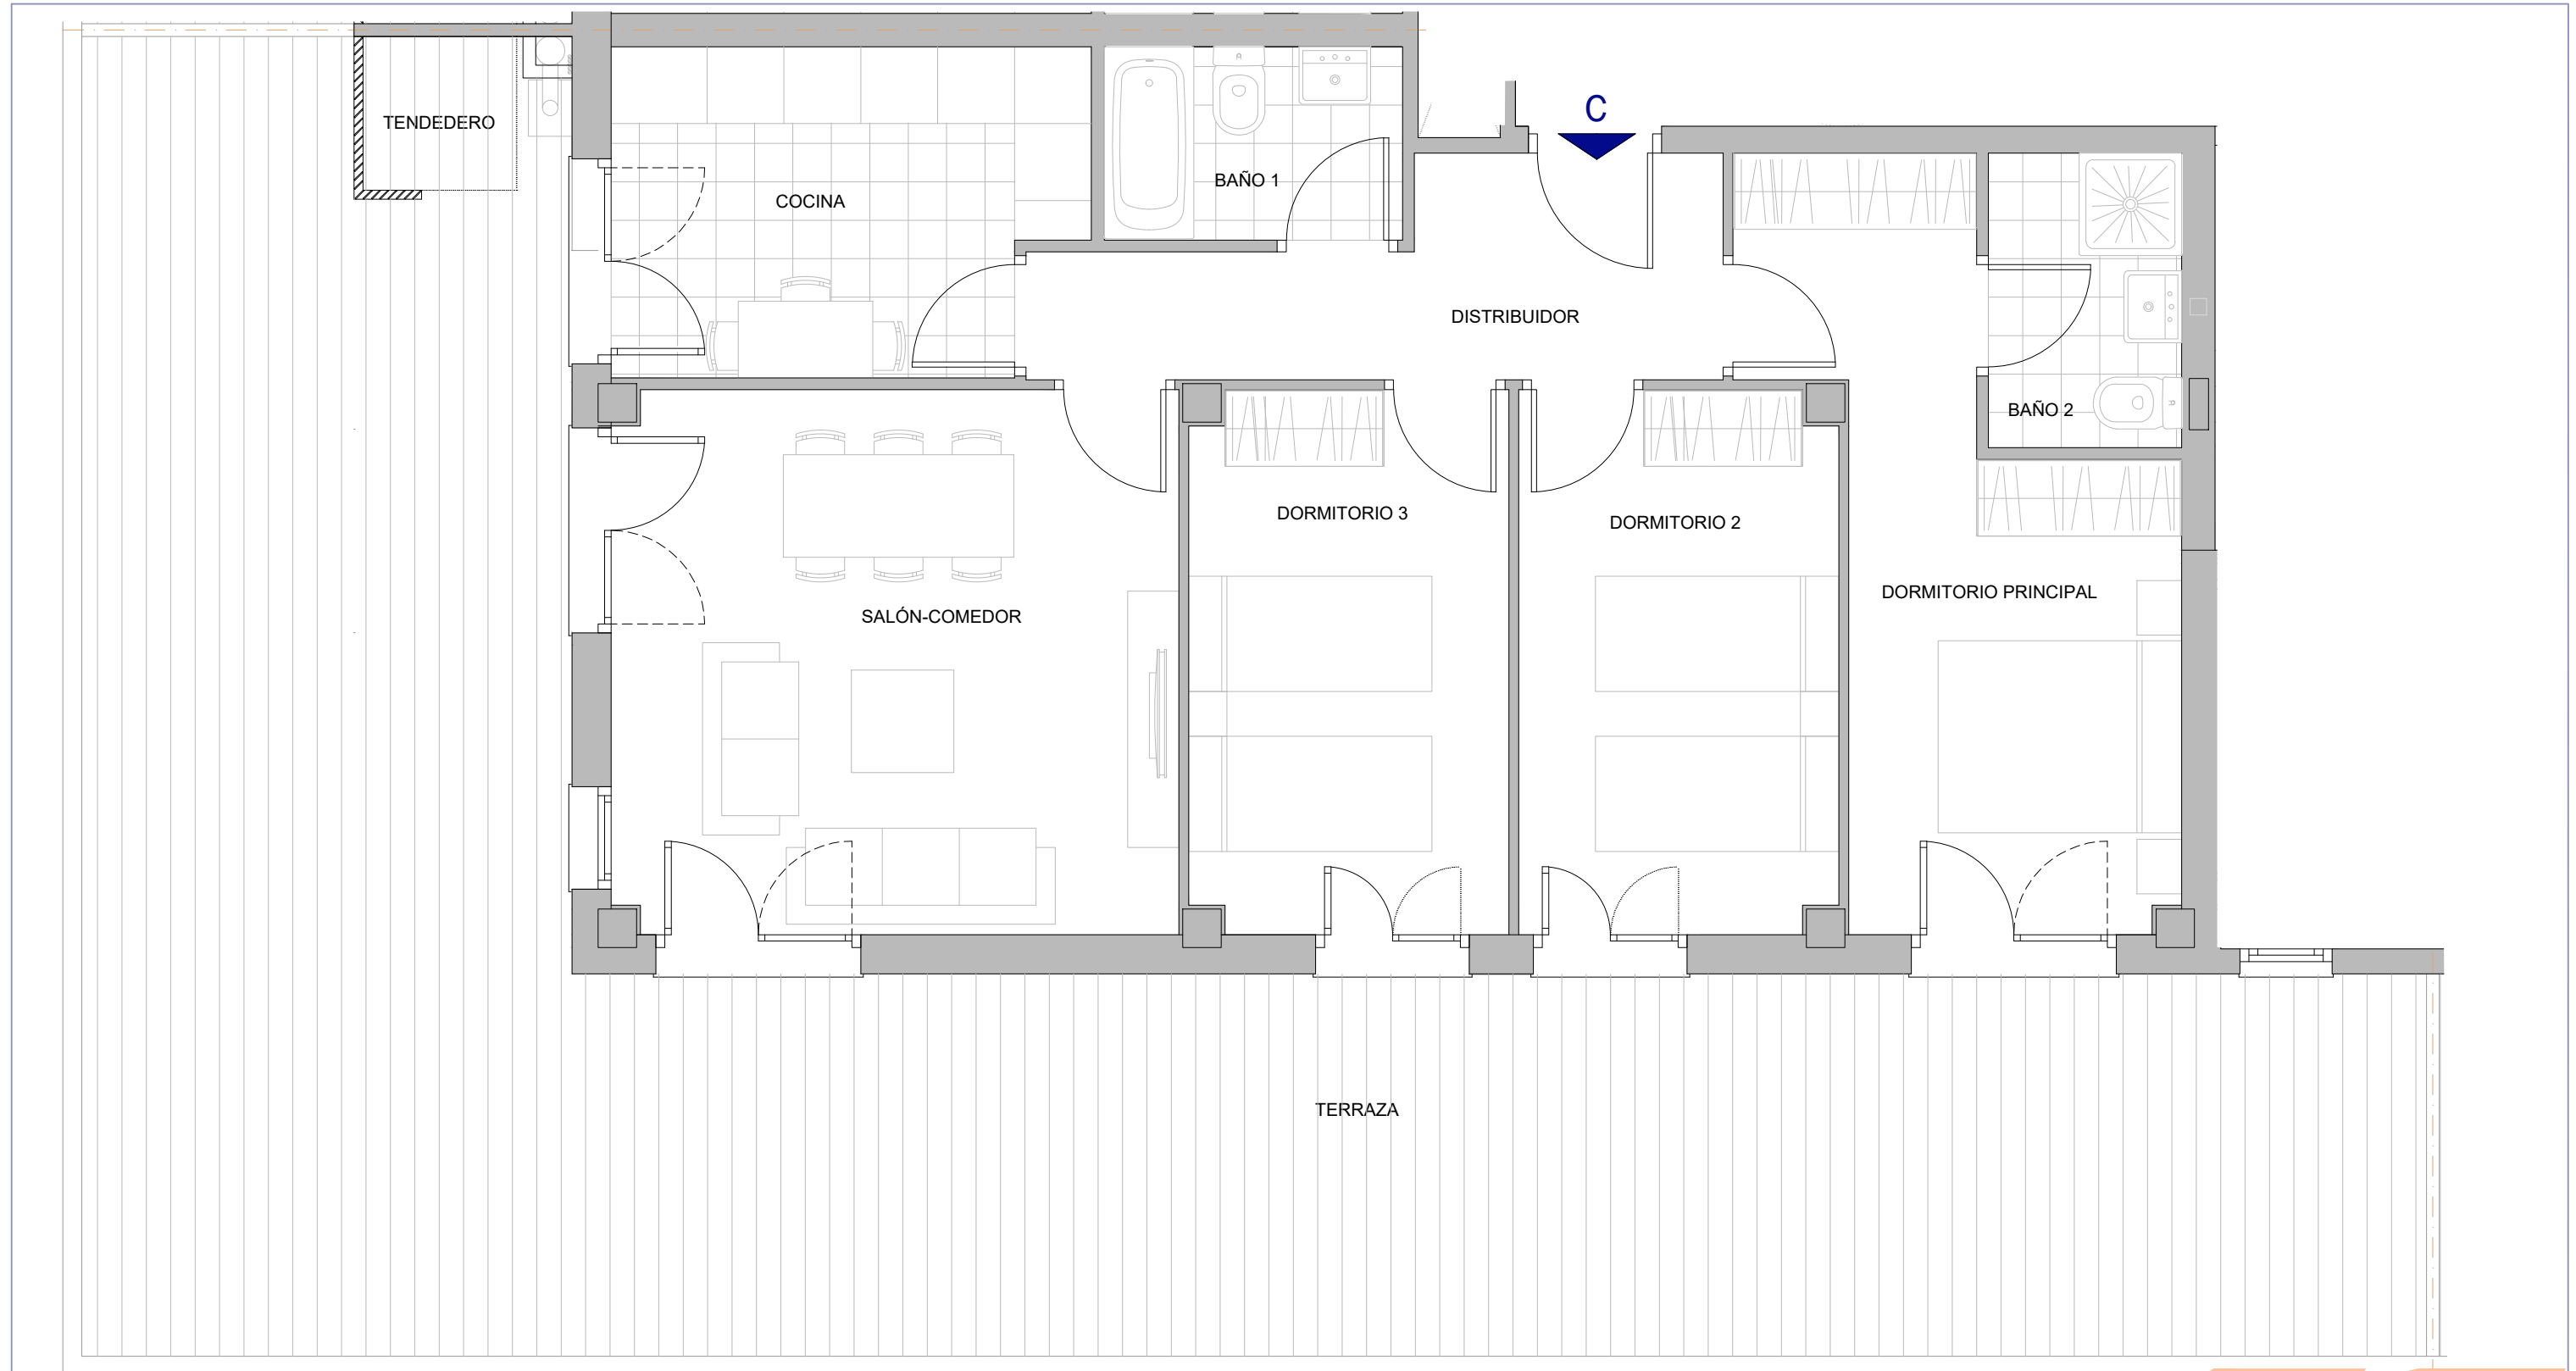 C
TENDEDERO
BAÑO 1
COCINA
DISTRIBUIDOR
BAÑO 2
DORMITORIO 3
DORMITORIO 2
DORMITORIO PRINCIPAL
SALÓN-COMEDOR
TERRAZA